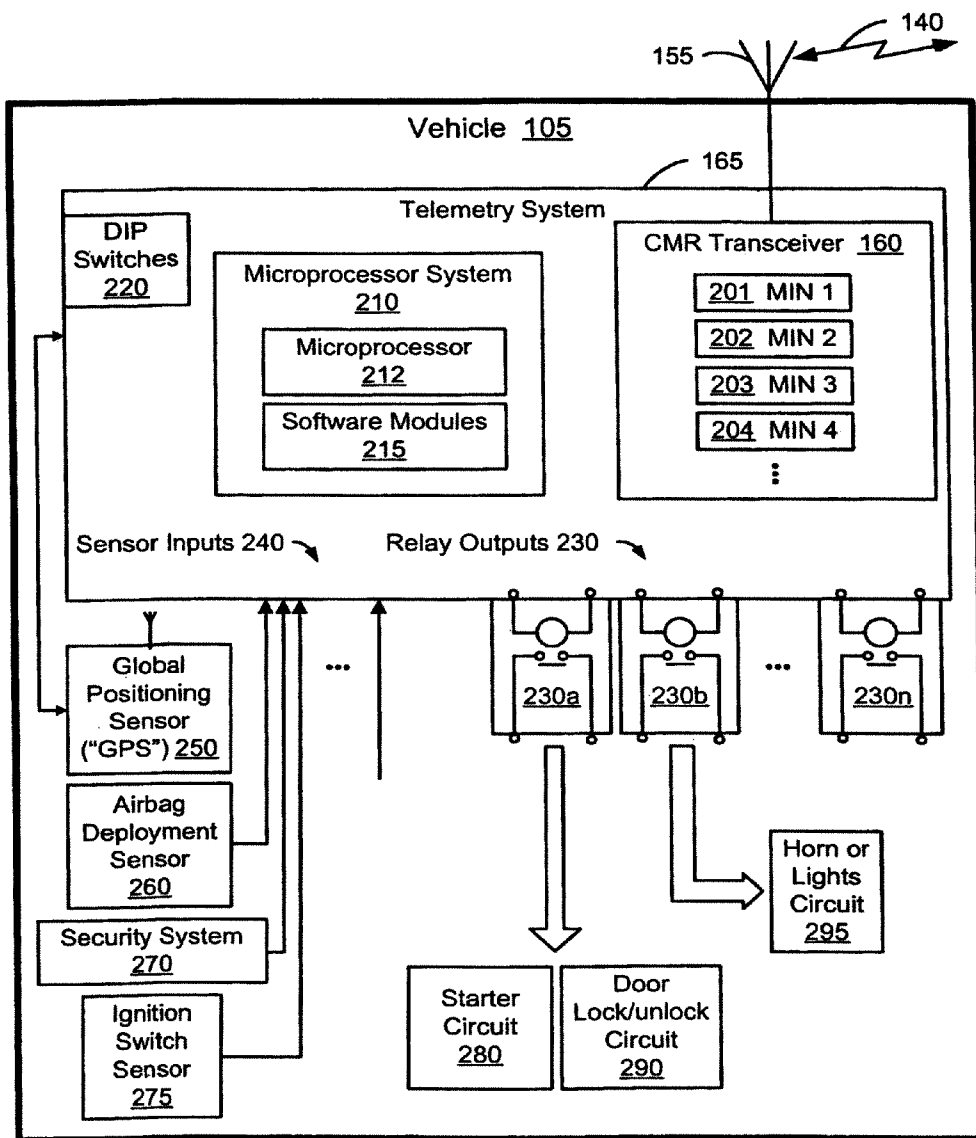 140
155
Vehicle 105
165
Telemetry System
DIP
Switches
220
Microprocessor System
210
Microprocessor
212
Software Modules
215
CMR Transceiver 160
201 MIN 1
202 MIN 2
203 MIN 3
204 MIN 4
...
Sensor Inputs 240
Relay Outputs 230
Global
Positioning
Sensor
("GPS") 250
...
230a
230b
...
230n
Airbag
Deployment
Sensor
260
Security System
270
Ignition
Switch
Sensor
275
Starter
Circuit
280
Door
Lock/unlock
Circuit
290
Horn or
Lights
Circuit
295